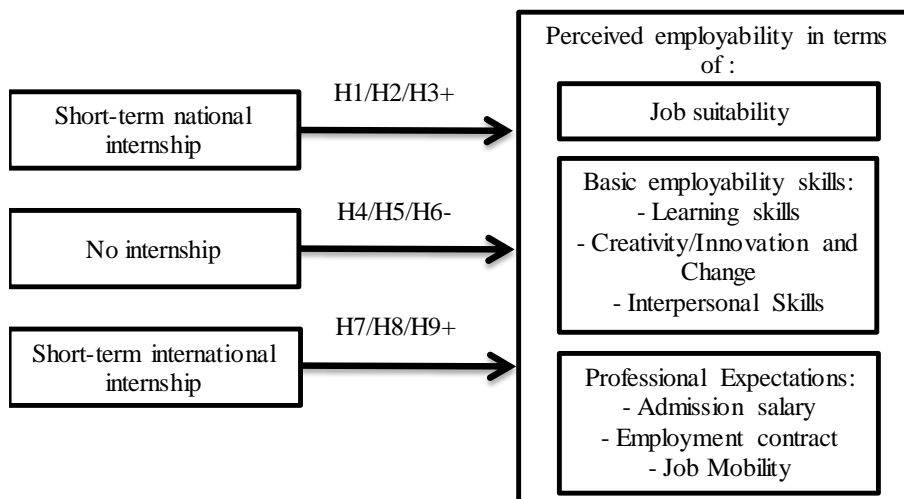 Short-term national
internship
H1/H2/H3+
No internship
H4/H5/H6-
Short-term international
internship
H7/H8/H9+
Perceived employability in terms
of :
Job suitability
Basic employability skills:
- Learning skills
- Creativity/Innovation and
Change
- Interpersonal Skills
Professional Expectations:
- Admission salary
- Employment contract
- Job Mobility